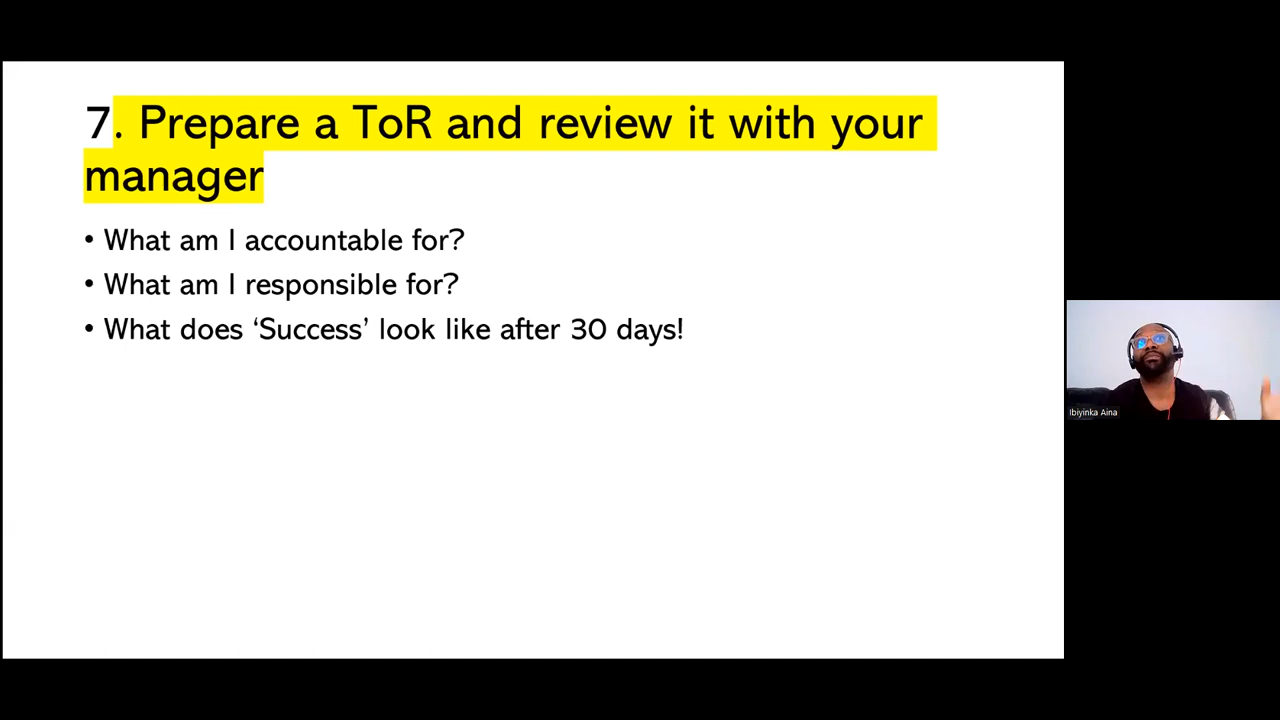 7. Prepare a ToR and review it with your
manager
• What am I accountable for?
• What am I responsible for?
• What does ‘Success’ look like after 30 days!
Ibiyinka Aina